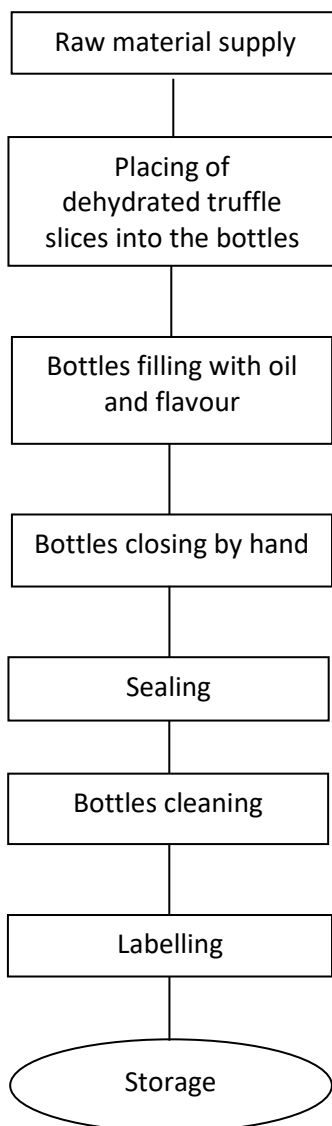 Raw material supply
Placing of
dehydrated truffle
slices into the bottles
Bottles filling with oil
and flavour
Bottles closing by hand
Sealing
Bottles cleaning
Labelling
Storage